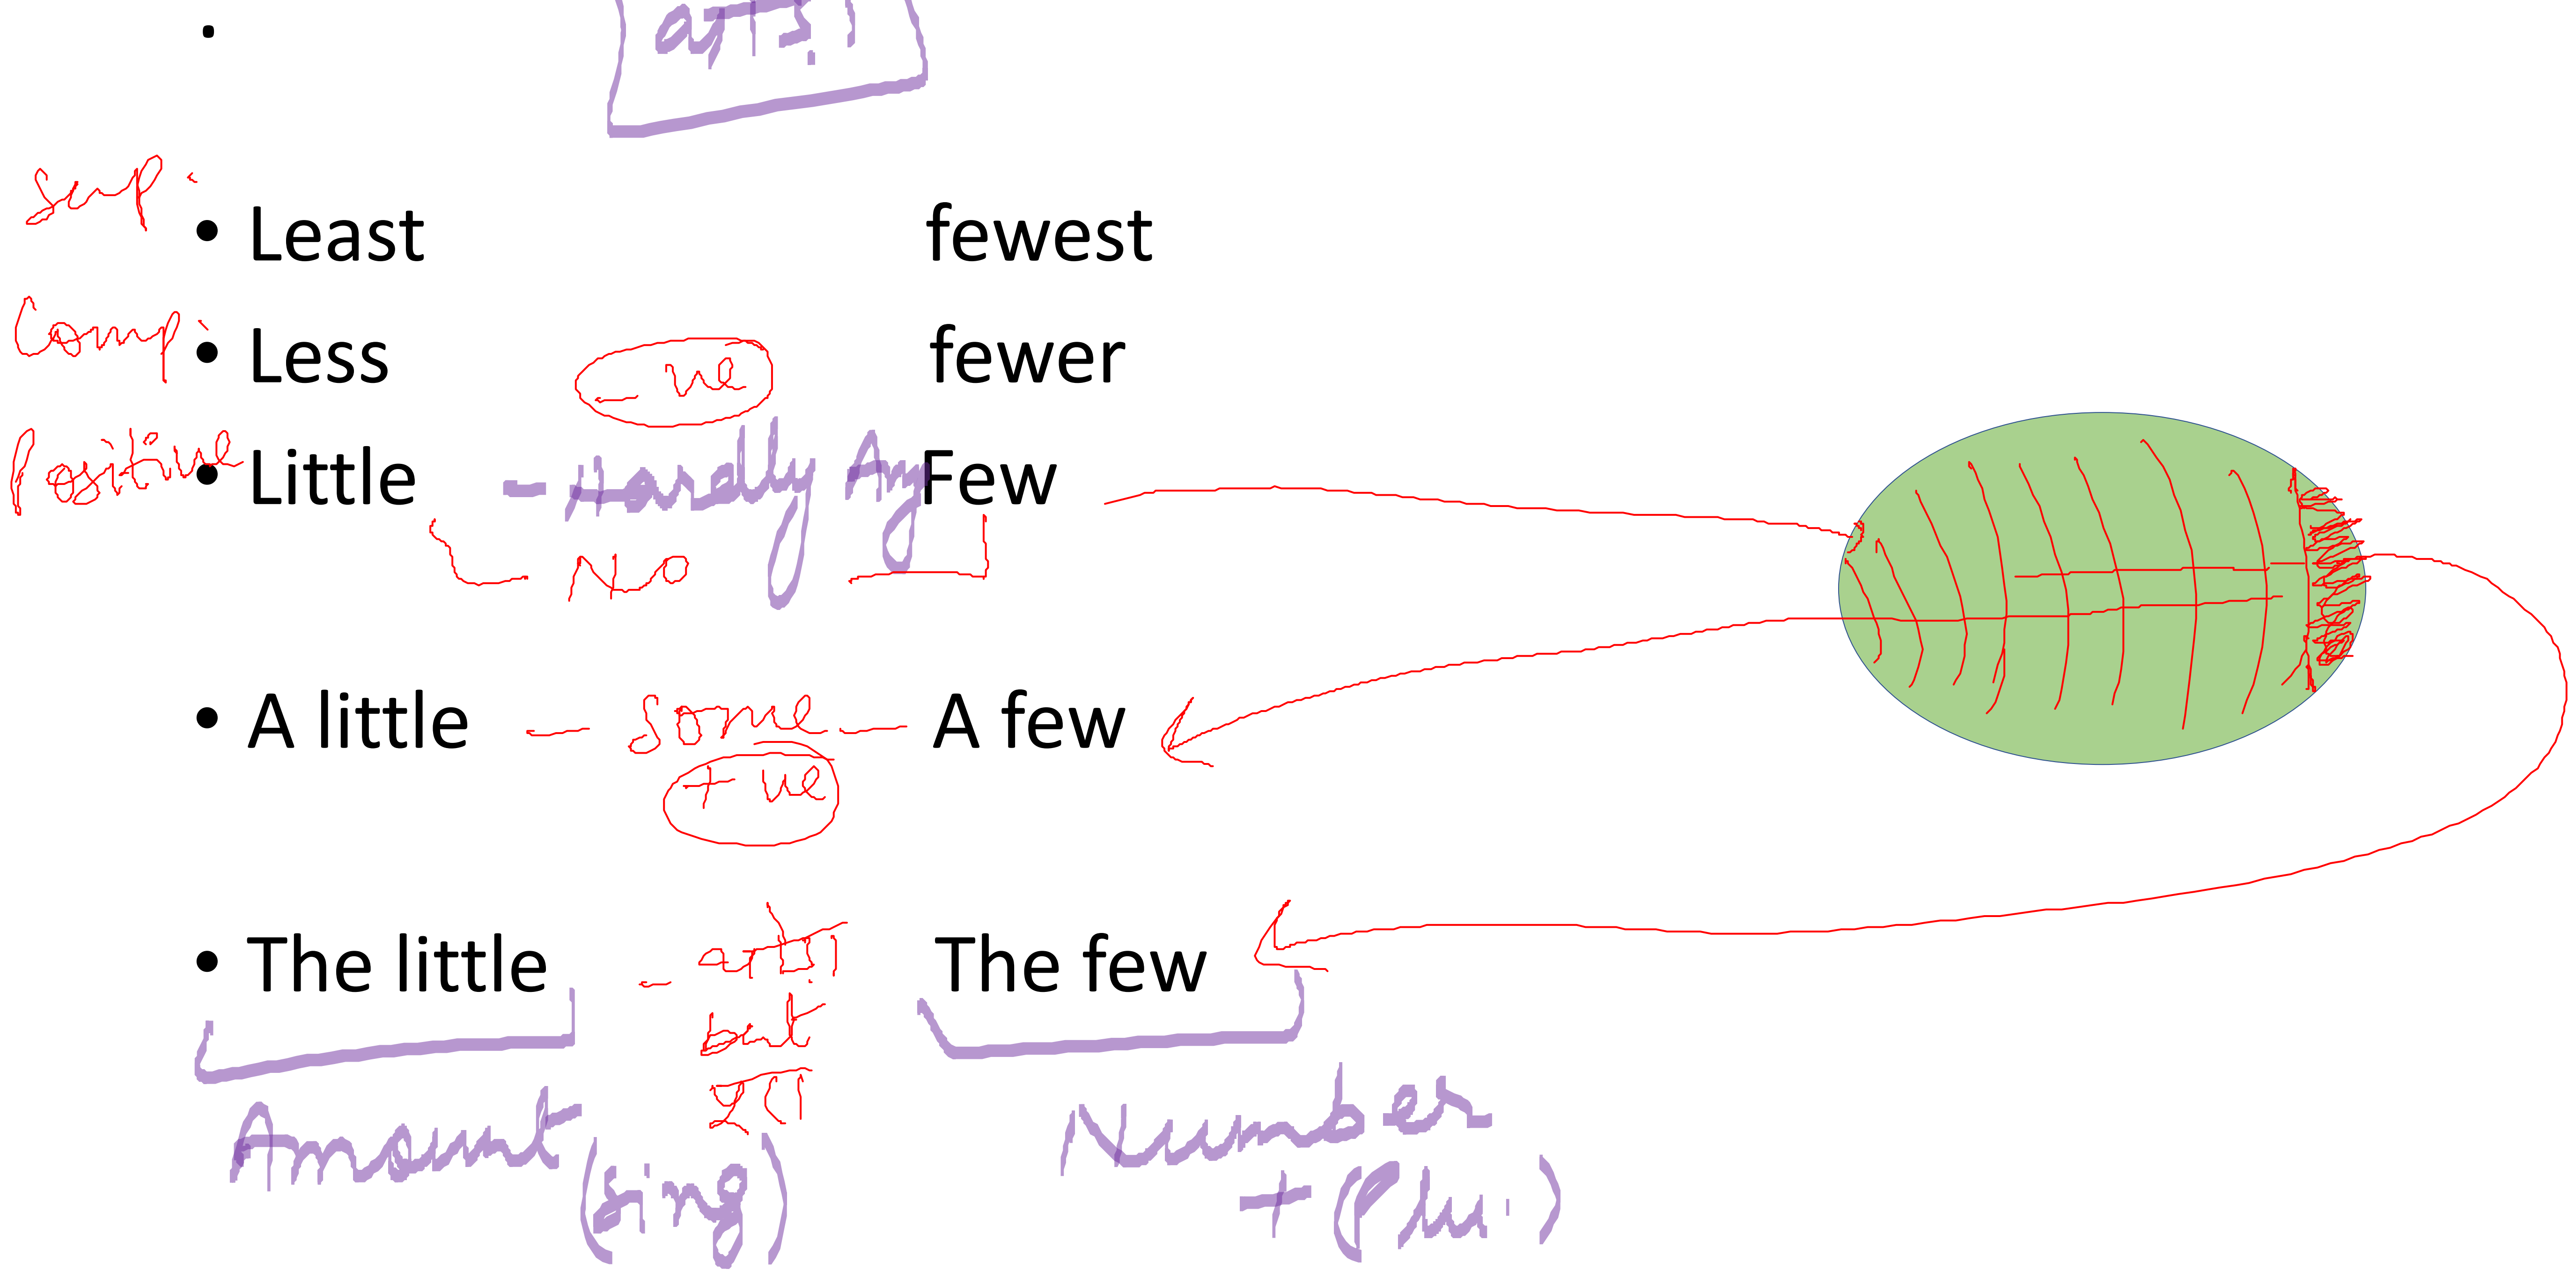 Sup.
• Least fewest
Comp.
• Less fewer
- ve
Positive
• Little - Hardly Any Few
No
• A little - some - A few
+ ve
• The little - The few
but
Amount (sing) Number
+ (Plu.)